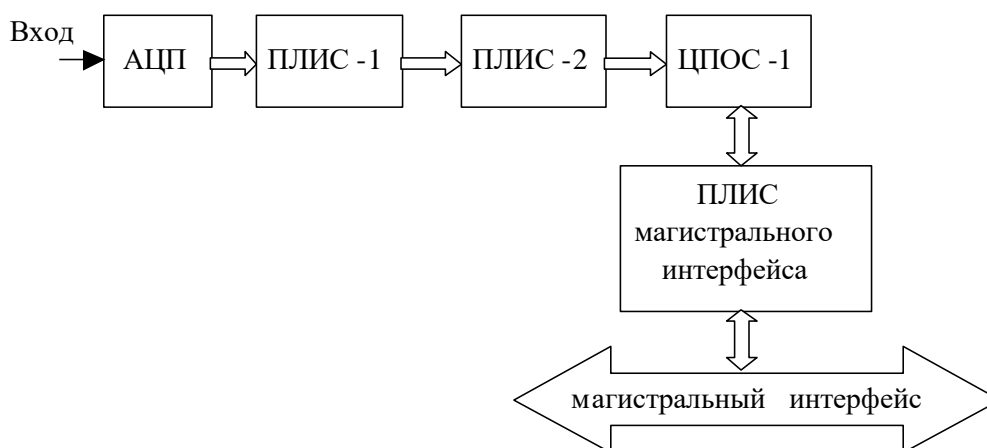 Вход
АЦП
ПЛИС -1
ПЛИС -2
ЦПОС -1
ПЛИС
магистрального
интерфейса
магистральный интерфейс